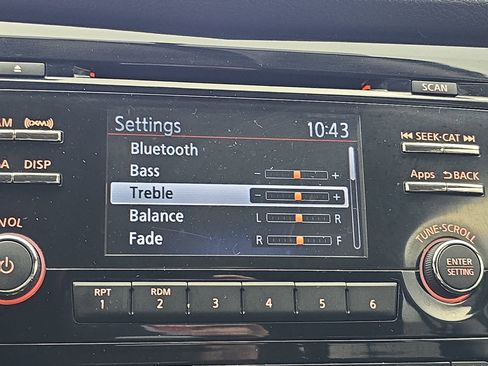 SCAN
AM ((XM))
Settings 10:43
SEEK·CAT
Bluetooth
Bass - +
A DISP
Treble - +
Apps BACK
Balance L R
VOL
Fade R F
TUNE·SCROLL
ENTER
SETTING
RPT RDM
1 2 3 4 5 6